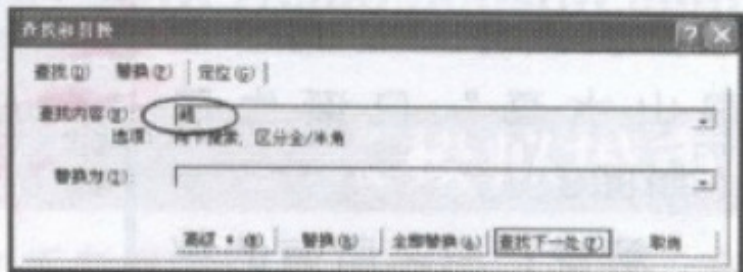 查找和替换
查找(D) 替换(P) 定位(G)
查找内容(N):
选项: 向下搜索, 区分全/半角
替换为(I):
高级 (M) 替换(R) 全部替换(A) 查找下一处(F) 取消